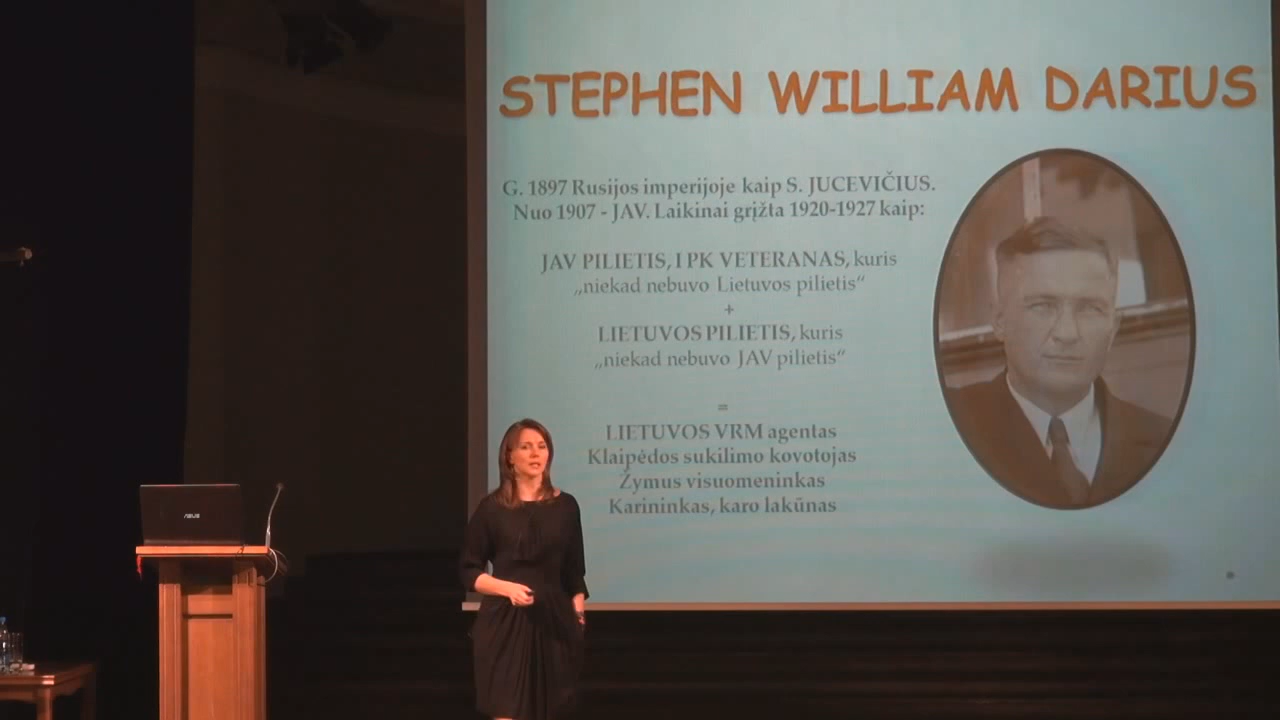 STEPHEN WILLIAM DARIUS
G. 1897 Rusijos imperijoje kaip S. JUCEVIČIUS.
Nuo 1907 - JAV. Laikinai grįžta 1920-1927 kaip:
JAV PILIETIS, I PK VETERANAS, kuris
„niekad nebuvo Lietuvos pilietis“
+
LIETUVOS PILIETIS, kuris
„niekad nebuvo JAV pilietis“
=
LIETUVOS VRM agentas
Klaipėdos sukilimo kovotojas
Žymus visuomenininkas
Karininkas, karo lakūnas
ASUS